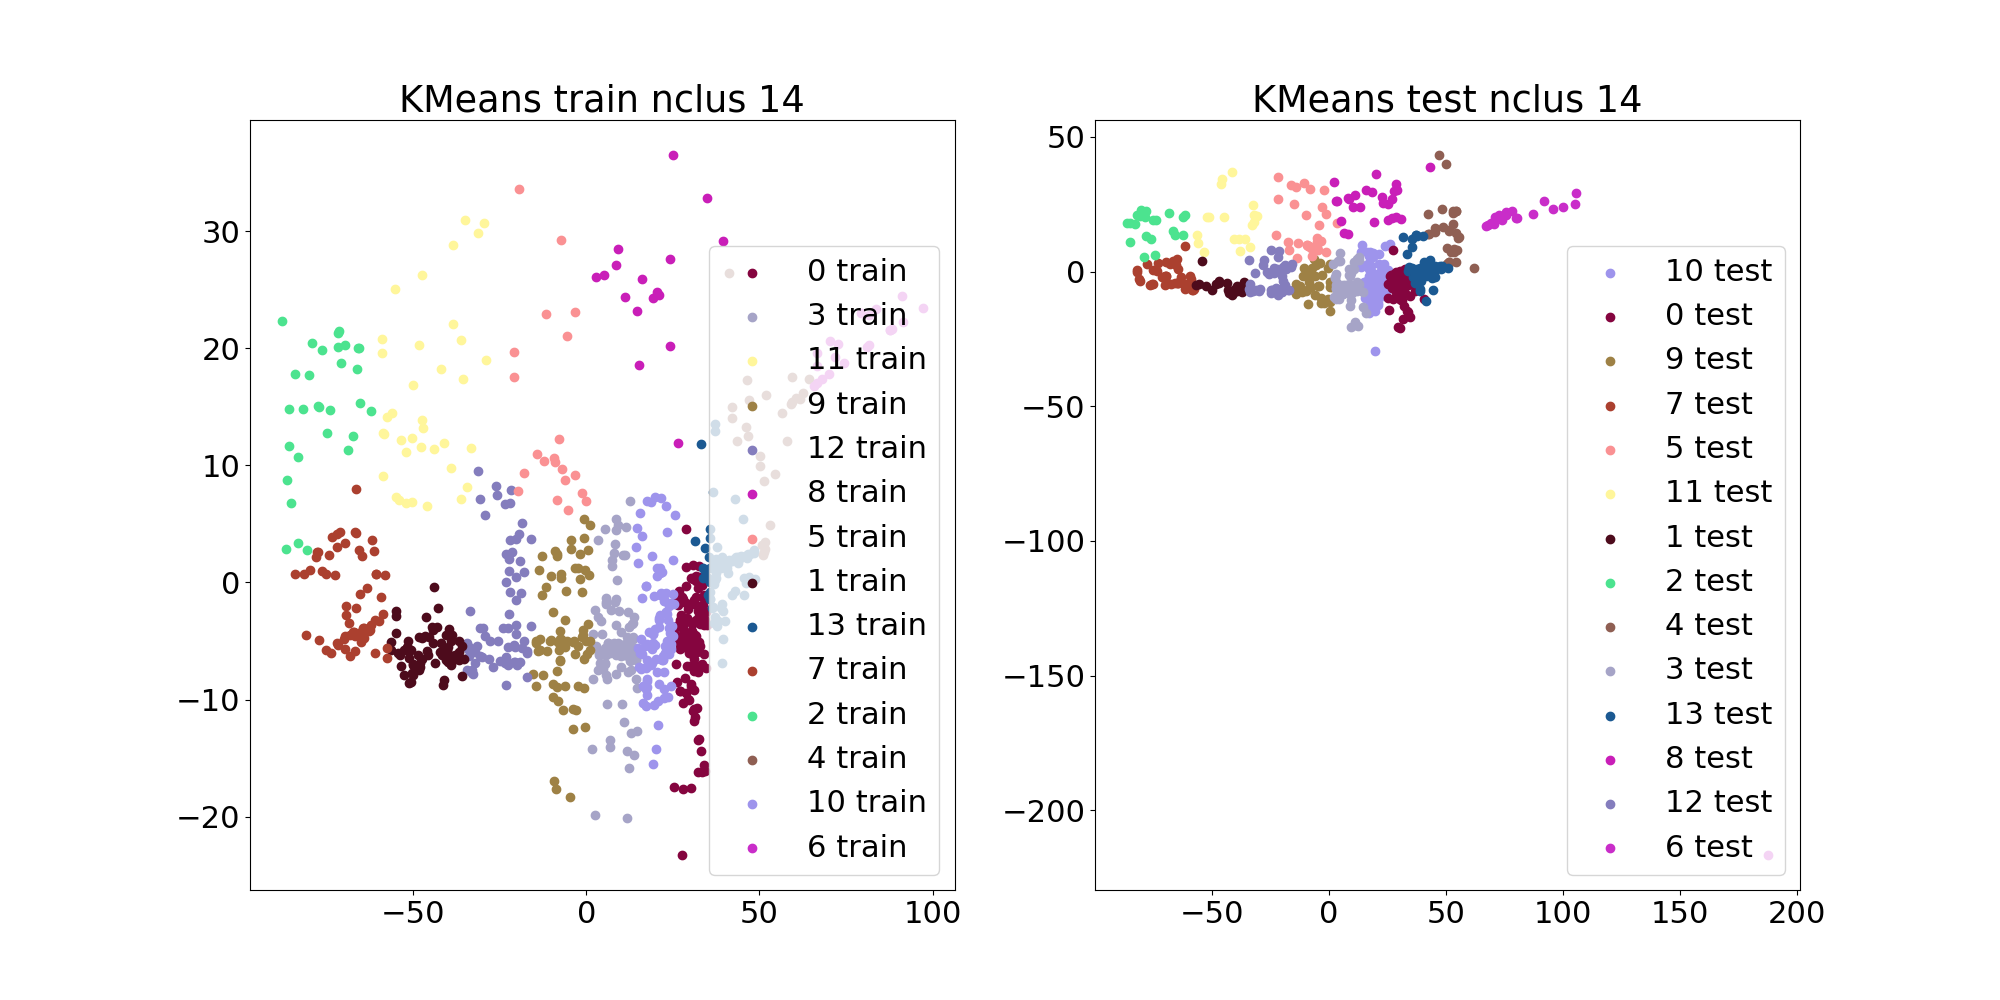 KMeans train nclus 14
30
20
10
0
−10
−20
−50
0
50
100
0 train
3 train
11 train
9 train
12 train
8 train
5 train
1 train
13 train
7 train
2 train
4 train
10 train
6 train
KMeans test nclus 14
50
0
−50
−100
−150
−200
−50
0
50
100
150
200
10 test
0 test
9 test
7 test
5 test
11 test
1 test
2 test
4 test
3 test
13 test
8 test
12 test
6 test